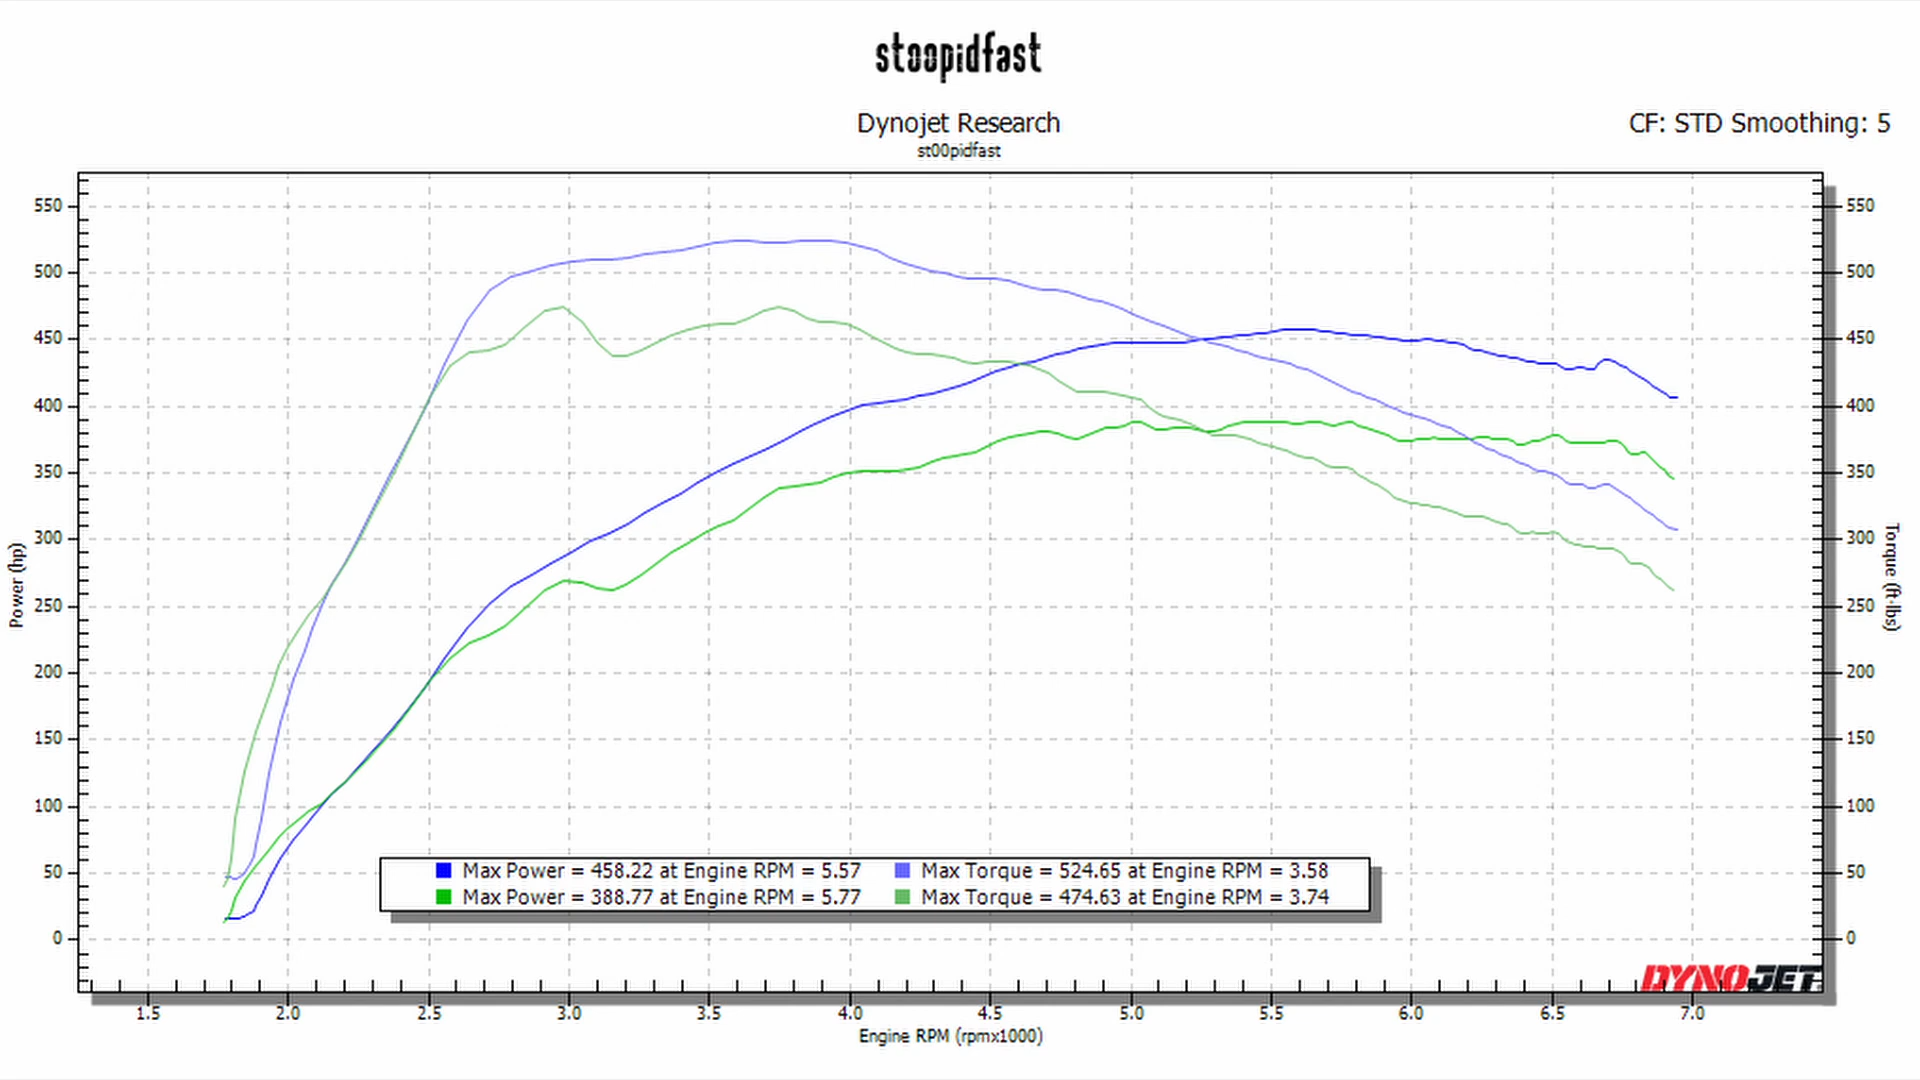 stoopidfast
Dynojet Research
CF: STD Smoothing: 5
st00pidfast
550 550
500 500
450 450
400 400
350 350
300 300
250 250
200 200
150 150
100 100
50 50
0 0
Power (hp)
Torque (ft-lbs)
Max Power = 458.22 at Engine RPM = 5.57 Max Torque = 524.65 at Engine RPM = 3.58
Max Power = 388.77 at Engine RPM = 5.77 Max Torque = 474.63 at Engine RPM = 3.74
DYNOJET
1.5 2.0 2.5 3.0 3.5 4.0 4.5 5.0 5.5 6.0 6.5 7.0
Engine RPM (rpmx1000)